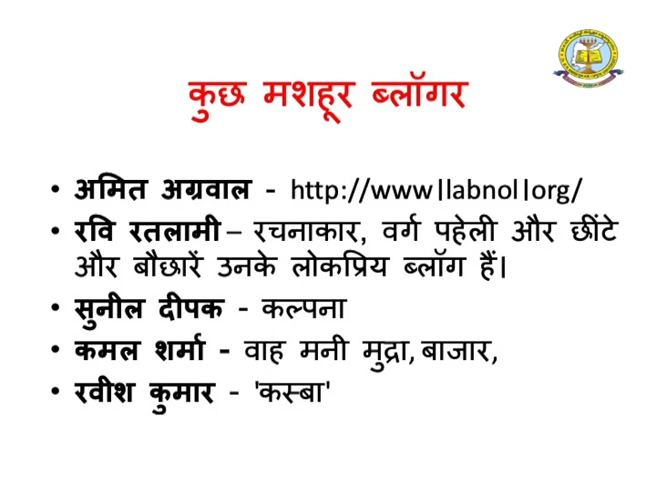 कुछ मशहूर ब्लॉगर
• अमित अग्रवाल - http://www।labnol।org/
• रवि रतलामी – रचनाकार, वर्ग पहेली और छींटे
और बौछारें उनके लोकप्रिय ब्लॉग हैं।
• सुनील दीपक - कल्पना
• कमल शर्मा - वाह मनी मुद्रा, बाजार,
• रवीश कुमार - 'कस्बा'